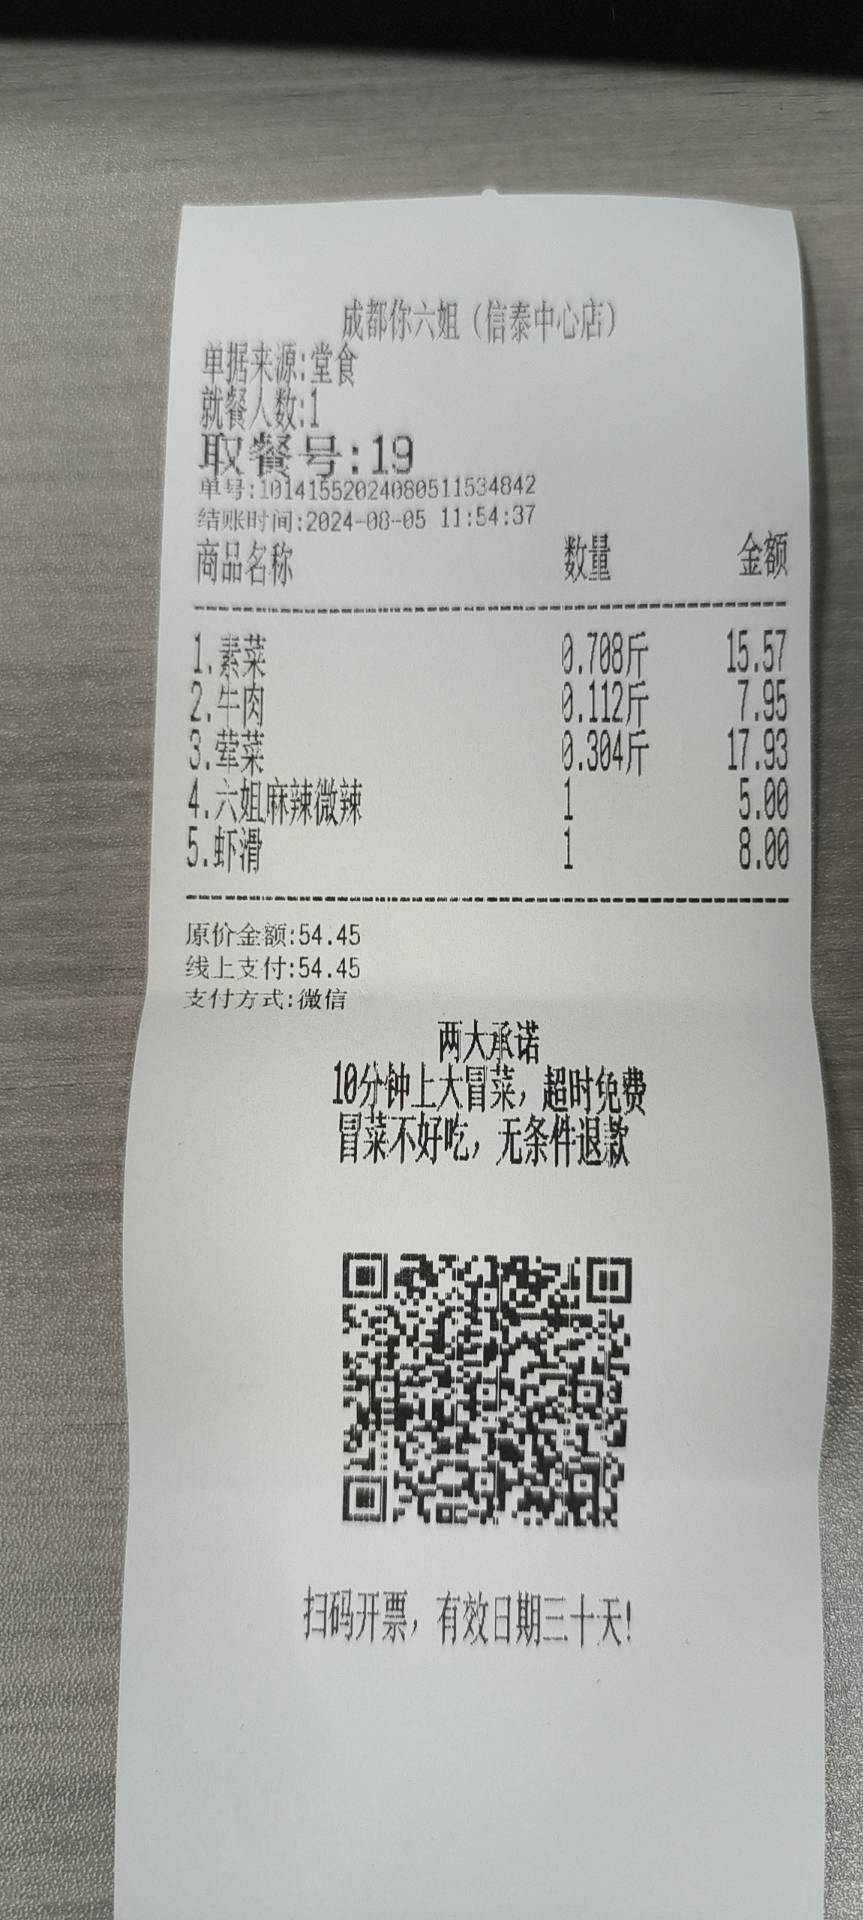 成都你六姐（信泰中心店）
单据来源:堂食
就餐人数:1
取餐号:19
单号:10141552024080511534842
结账时间:2024-08-05 11:54:37
商品名称 数量 金额
1.素菜 0.708斤 15.57
2.牛肉 0.112斤 7.95
3.荤菜 0.304斤 17.93
4.六姐麻辣微辣 1 5.00
5.虾滑 1 8.00
原价金额:54.45
线上支付:54.45
支付方式:微信
两大承诺
10分钟上大冒菜，超时免费
冒菜不好吃，无条件退款
扫码开票，有效日期三十天!